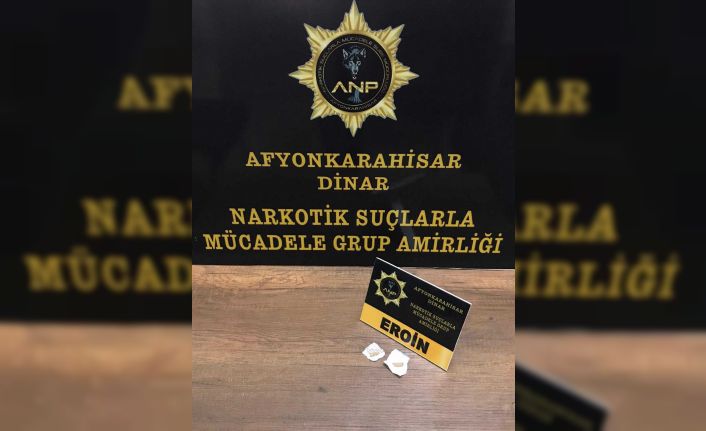 ANP
AFYONKARAHİSAR
DİNAR
NARKOTİK SUÇLARLA
MÜCADELE GRUP AMİRLİĞİ
ANP
AFYONKARAHİSAR
DİNAR
NARKOTİK SUÇLARLA
MÜCADELE GRUP
AMİRLİĞİ
EROİN